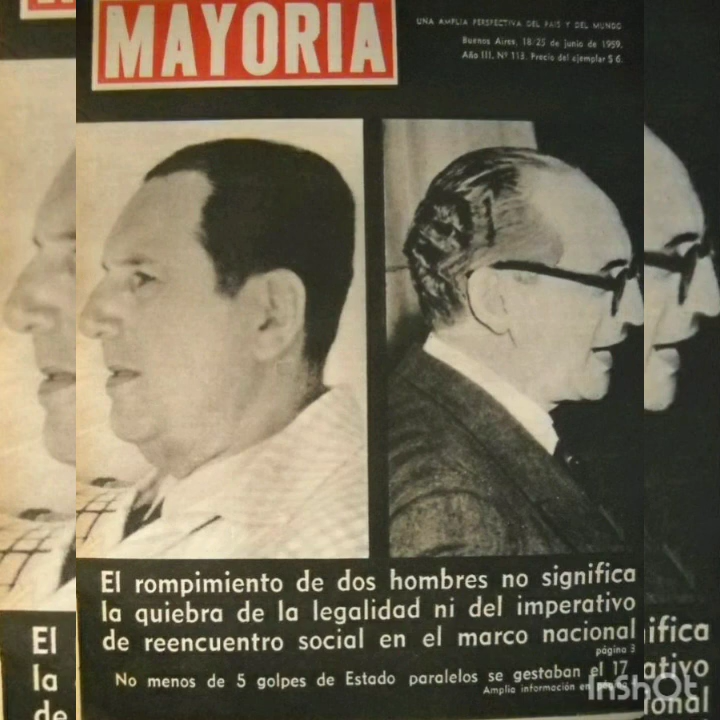 MAYORIA
UNA AMPLIA PERSPECTIVA DEL PAIS Y DEL MUNDO
Buenos Aires, 18/25 de junio de 1959.
Año III, Nº 113. Precio del ejemplar $ 6.
El rompimiento de dos hombres no significa
la quiebra de la legalidad ni del imperativo
de reencuentro social en el marco nacional
página 3
No menos de 5 golpes de Estado paralelos se gestaban el 17
Amplia información en
InShOt
El
la
de
ifica
ativo
ional